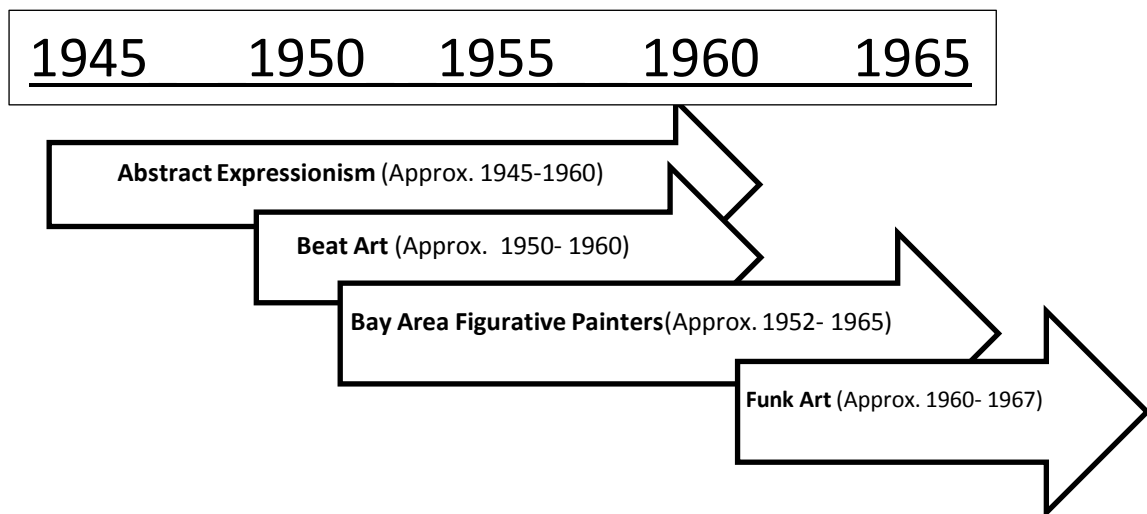 1945 1950 1955 1960 1965
Abstract Expressionism (Approx. 1945-1960)
Beat Art (Approx. 1950- 1960)
Bay Area Figurative Painters(Approx. 1952- 1965)
Funk Art (Approx. 1960- 1967)